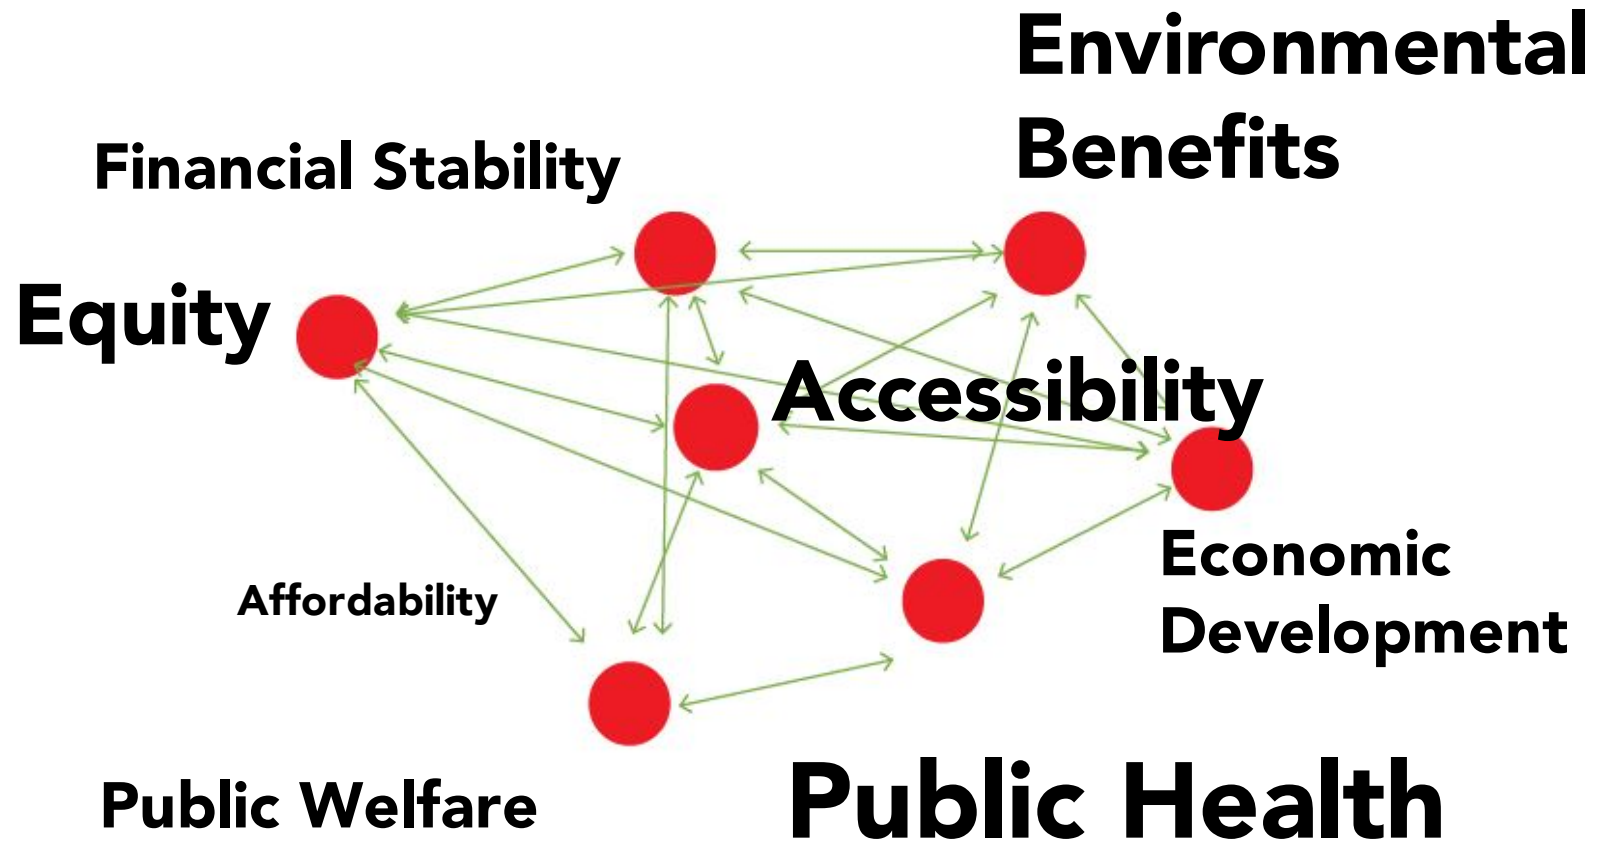 Environmental
Benefits
Financial Stability
Equity
Accessibility
Economic
Development
Affordability
Public Welfare
Public Health